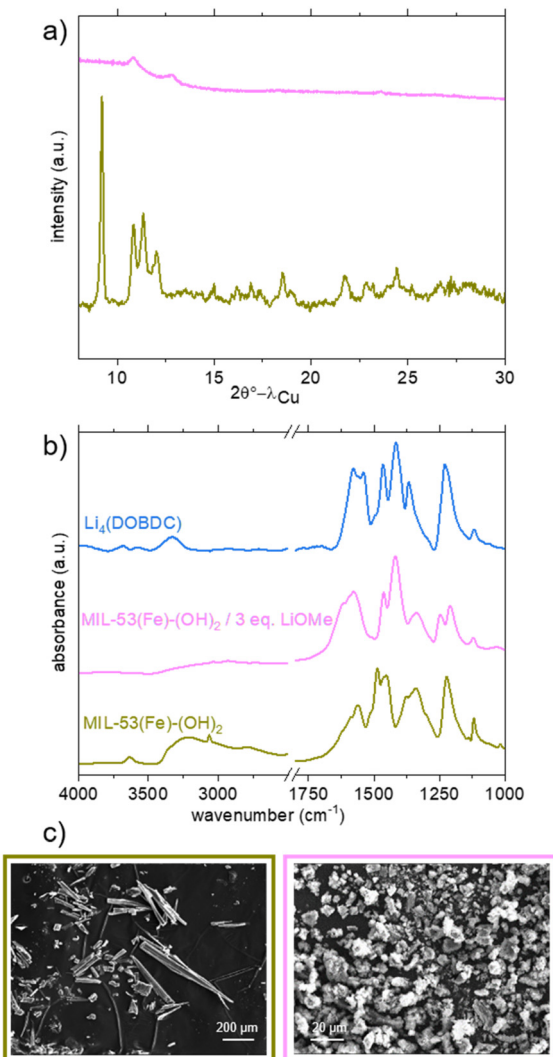 a)
intensity (a.u.)
10 15 20 25 30
2θ°−λCu
b)
absorbance (a.u.)
Li₄(DOBDC)
MIL-53(Fe)-(OH)₂ / 3 eq. LiOMe
MIL-53(Fe)-(OH)₂
4000 3500 3000 1750 1500 1250 1000
wavenumber (cm⁻¹)
c)
200 µm
20 µm